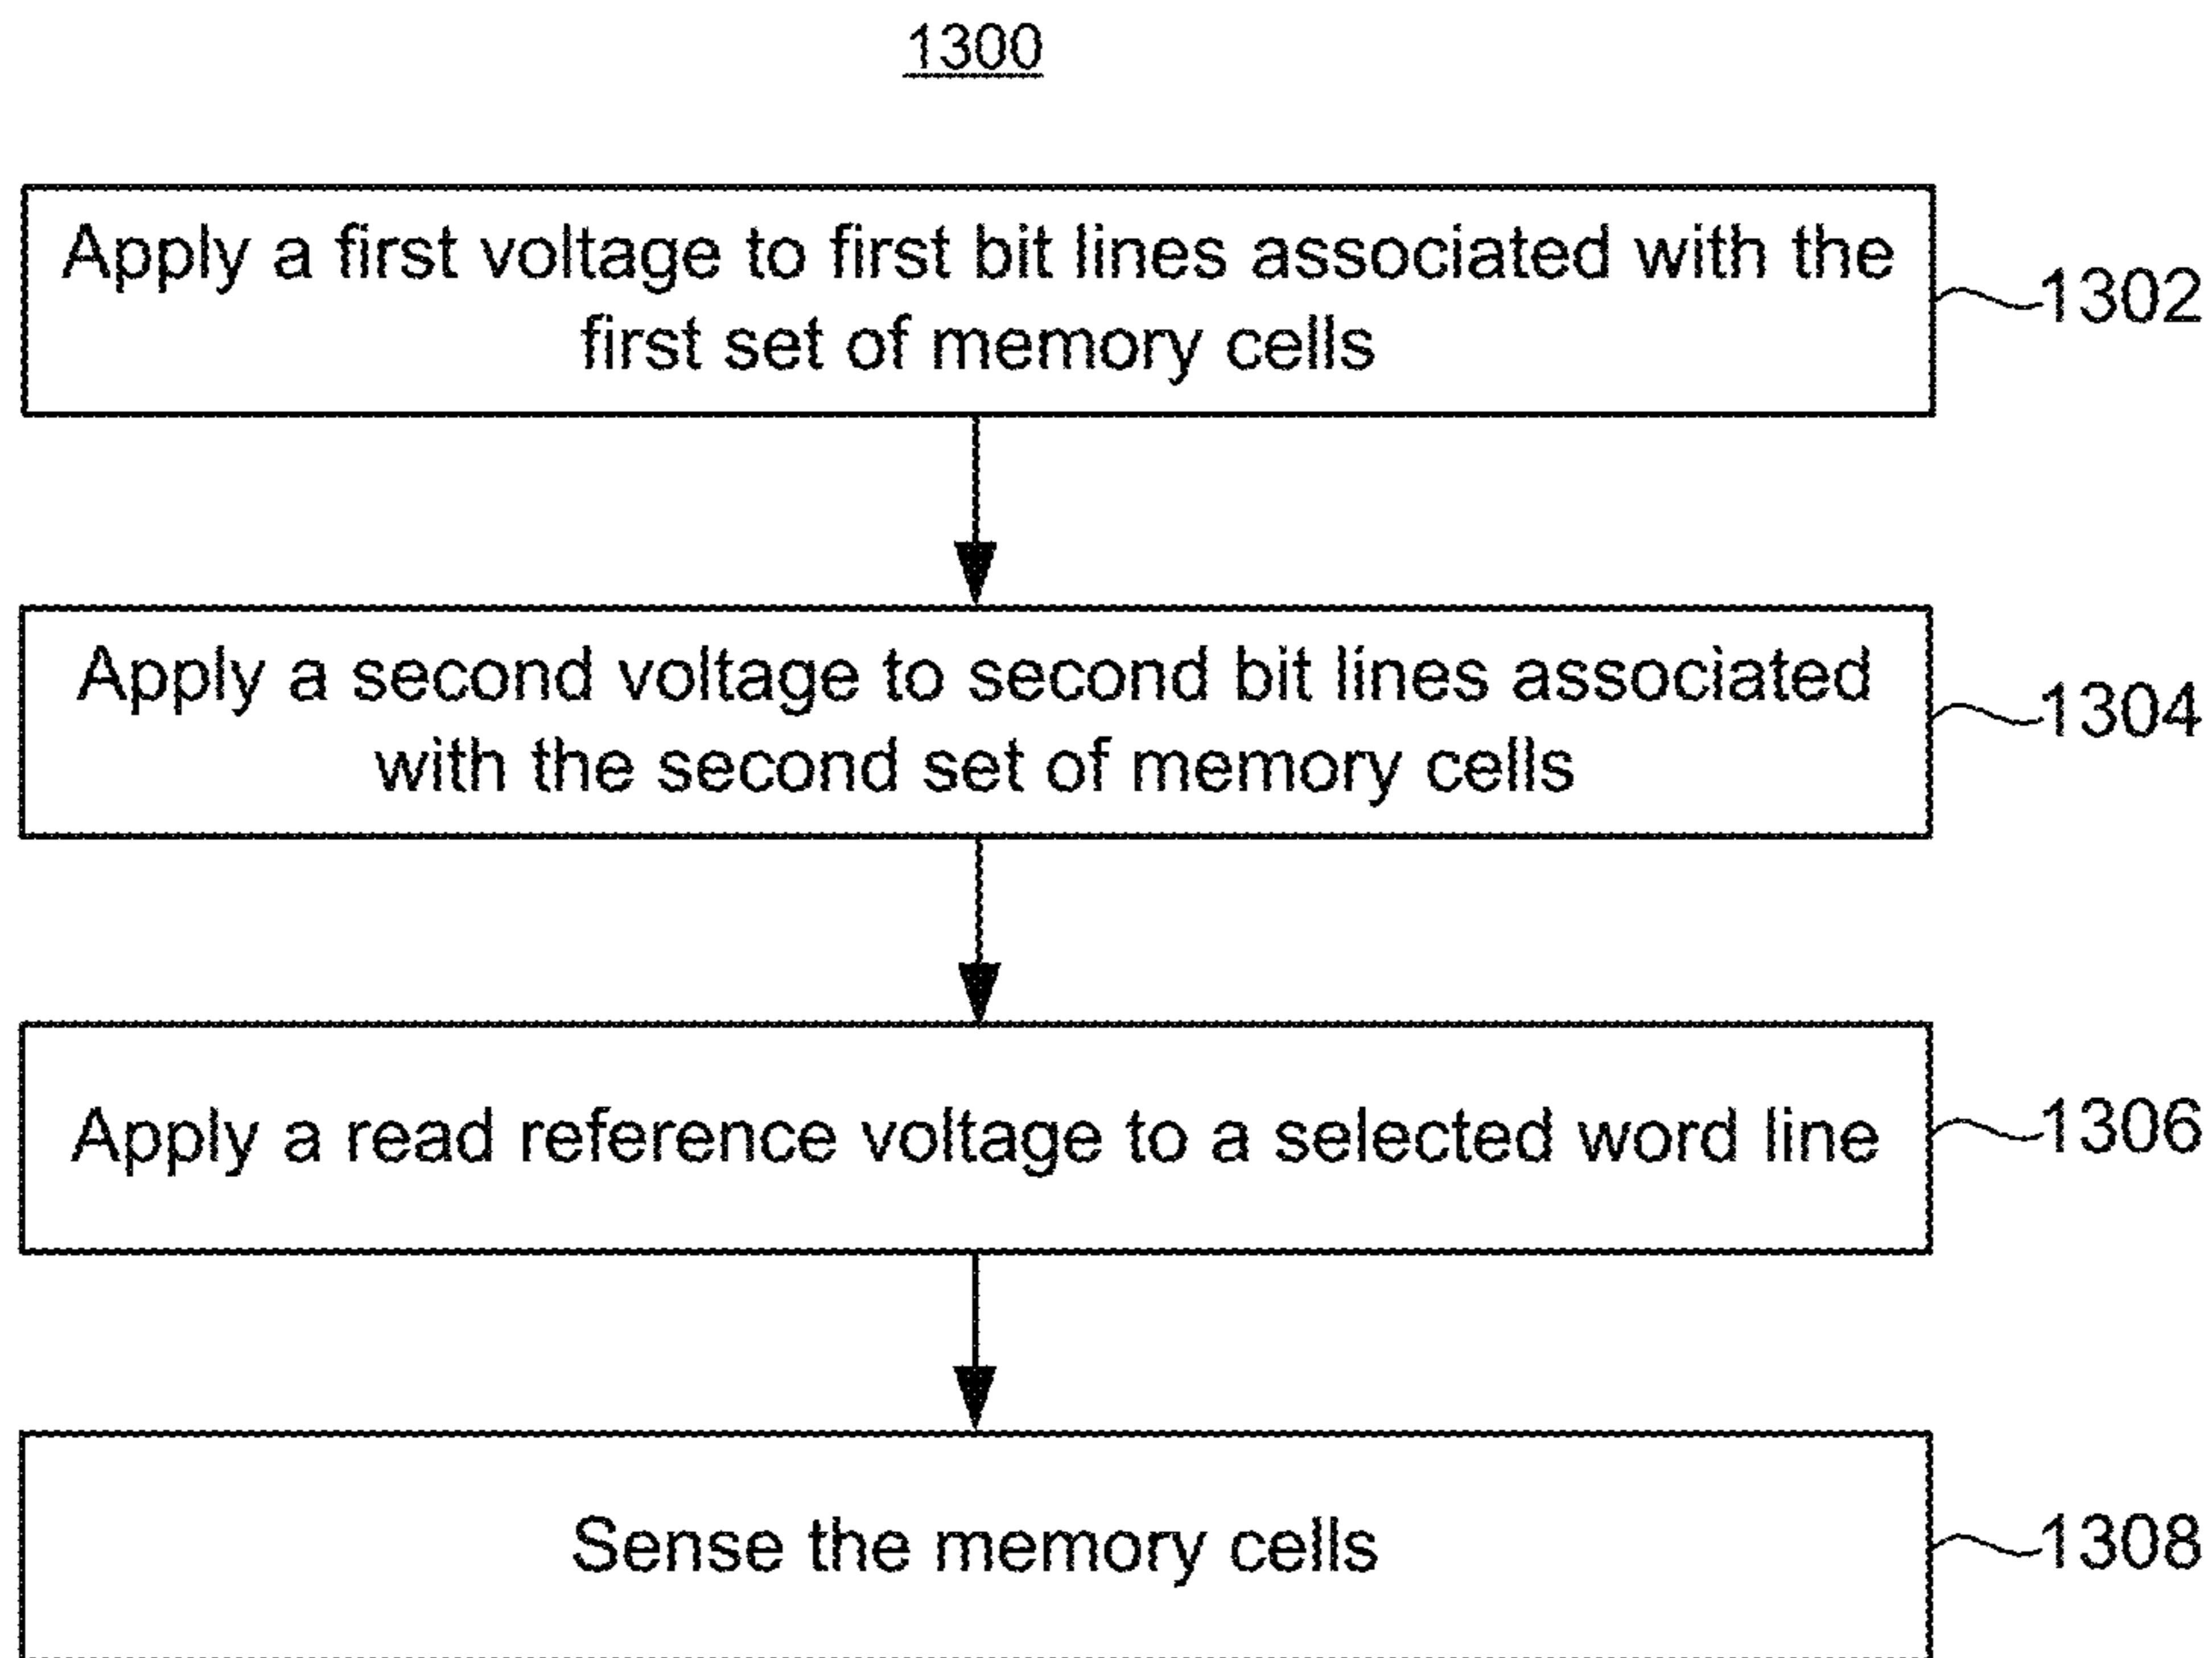 1300
Apply a first voltage to first bit lines associated with the
first set of memory cells
1302
Apply a second voltage to second bit lines associated
with the second set of memory cells
1304
Apply a read reference voltage to a selected word line
1306
Sense the memory cells
1308